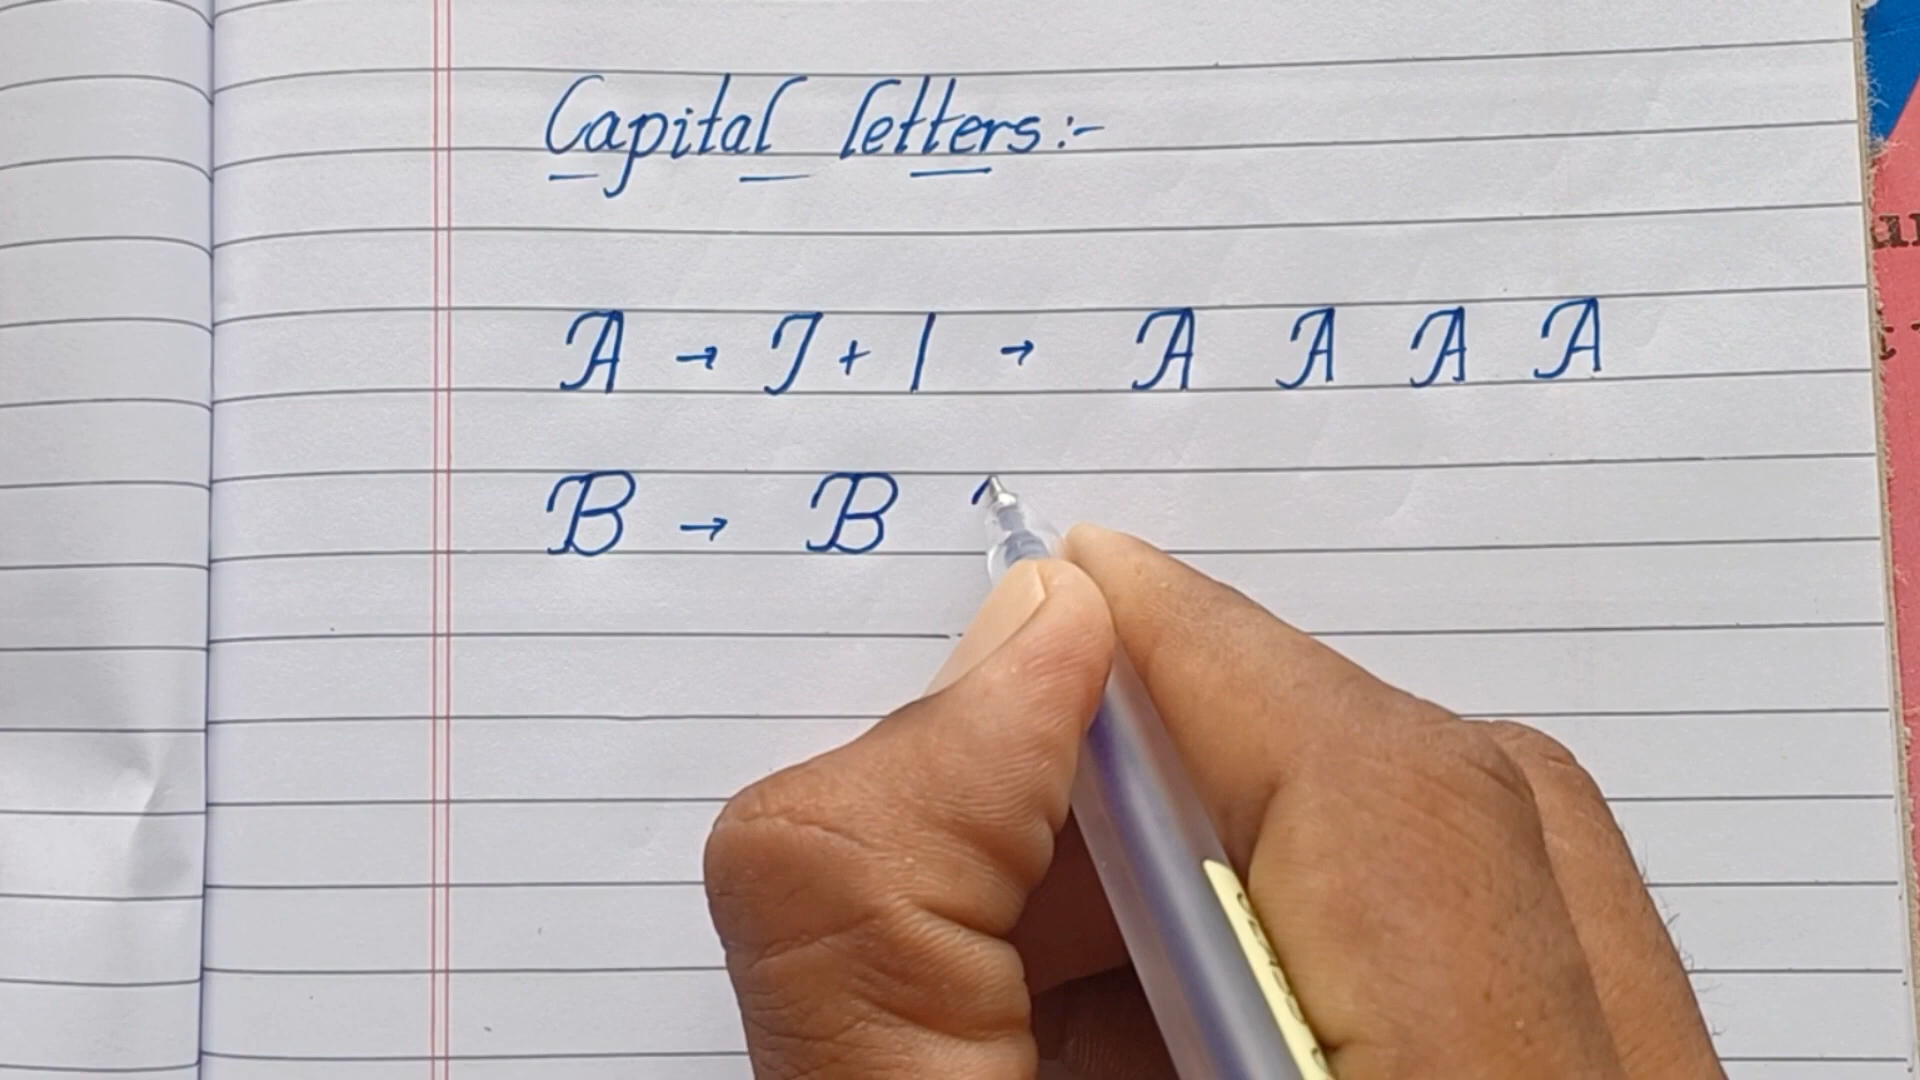 Capital letters:-
A → J + | → A A A A
B → B